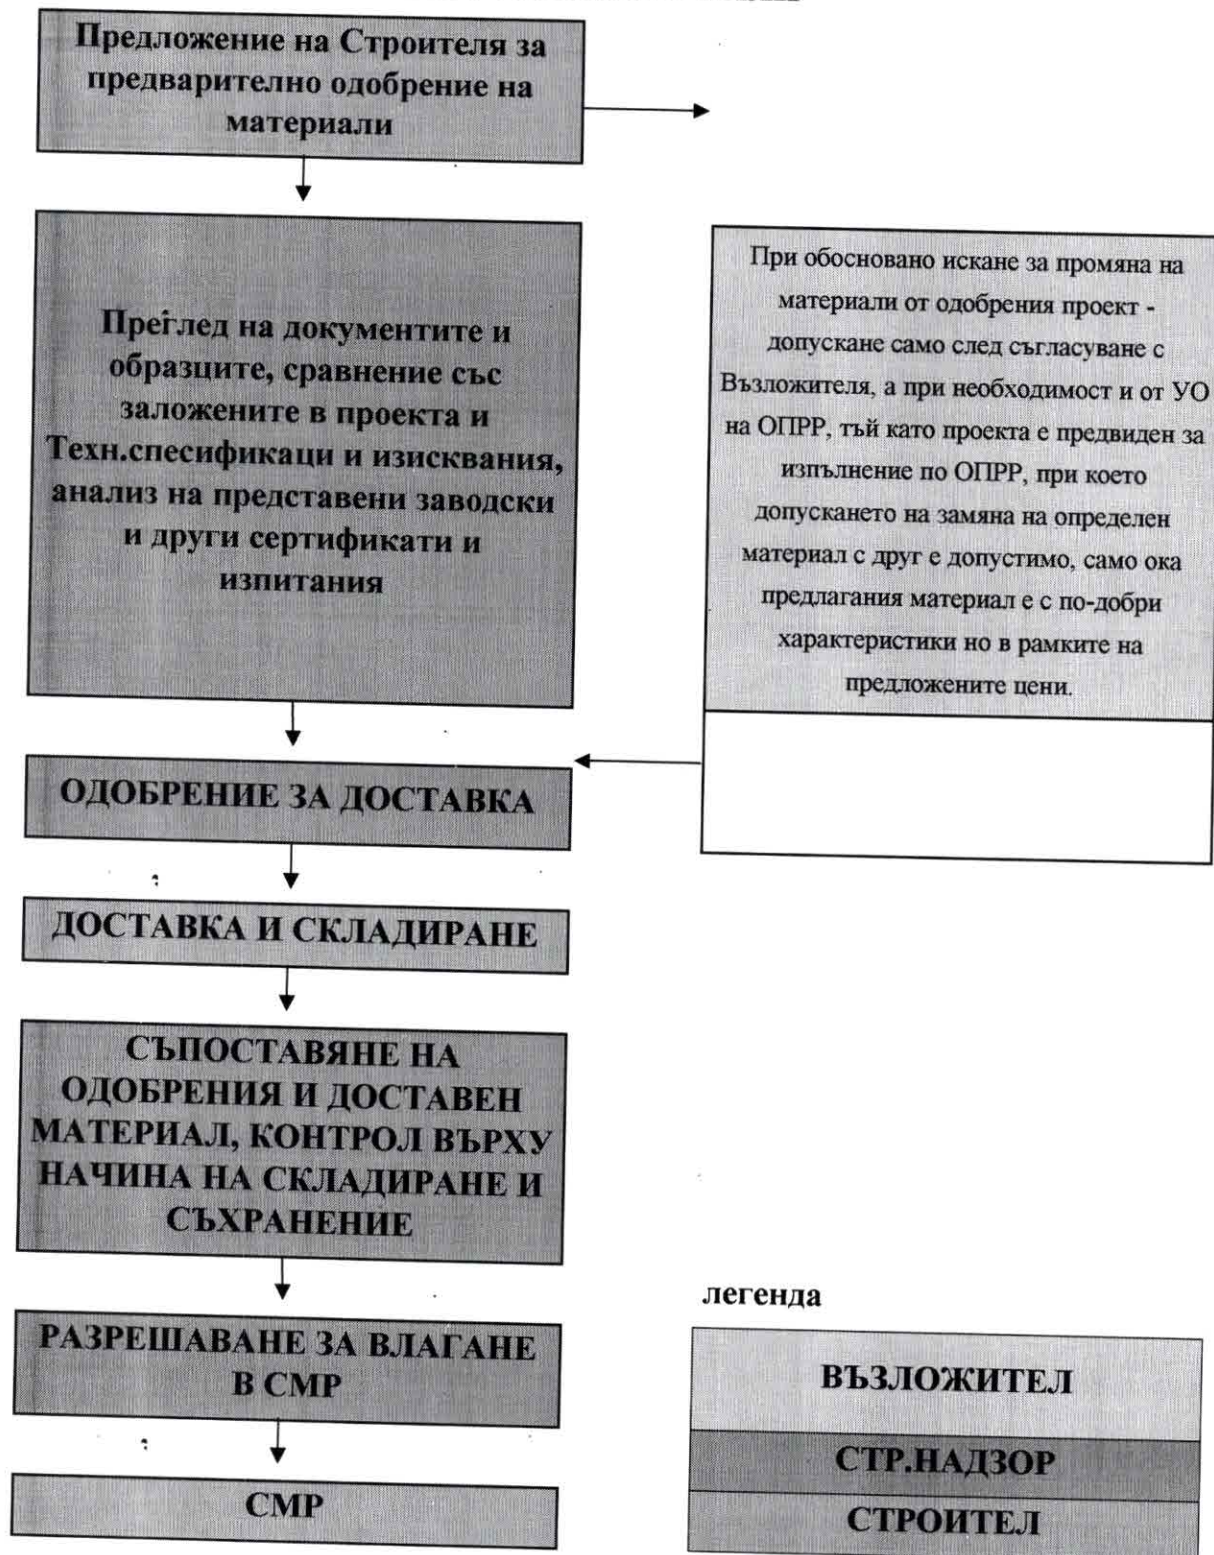 Предложение на Строителя за
предварително одобрение на
материали
Преглед на документите и
образците, сравнение със
заложените в проекта и
Техн.спесификаци и изисквания,
анализ на представени заводски
и други сертификати и
изпитания
При обосновано искане за промяна на
материали от одобрения проект -
допускане само след съгласуване с
Възложителя, а при необходимост и от УО
на ОПРР, тъй като проекта е предвиден за
изпълнение по ОПРР, при което
допускането на замяна на определен
материал с друг е допустимо, само ока
предлагания материал е с по-добри
характеристики но в рамките на
предложените цени.
ОДОБРЕНИЕ ЗА ДОСТАВКА
ДОСТАВКА И СКЛАДИРАНЕ
СЪПОСТАВЯНЕ НА
ОДОБРЕНИЯ И ДОСТАВЕН
МАТЕРИАЛ, КОНТРОЛ ВЪРХУ
НАЧИНА НА СКЛАДИРАНЕ И
СЪХРАНЕНИЕ
РАЗРЕШАВАНЕ ЗА ВЛАГАНЕ
В СМР
СМР
легенда
ВЪЗЛОЖИТЕЛ
СТР.НАДЗОР
СТРОИТЕЛ